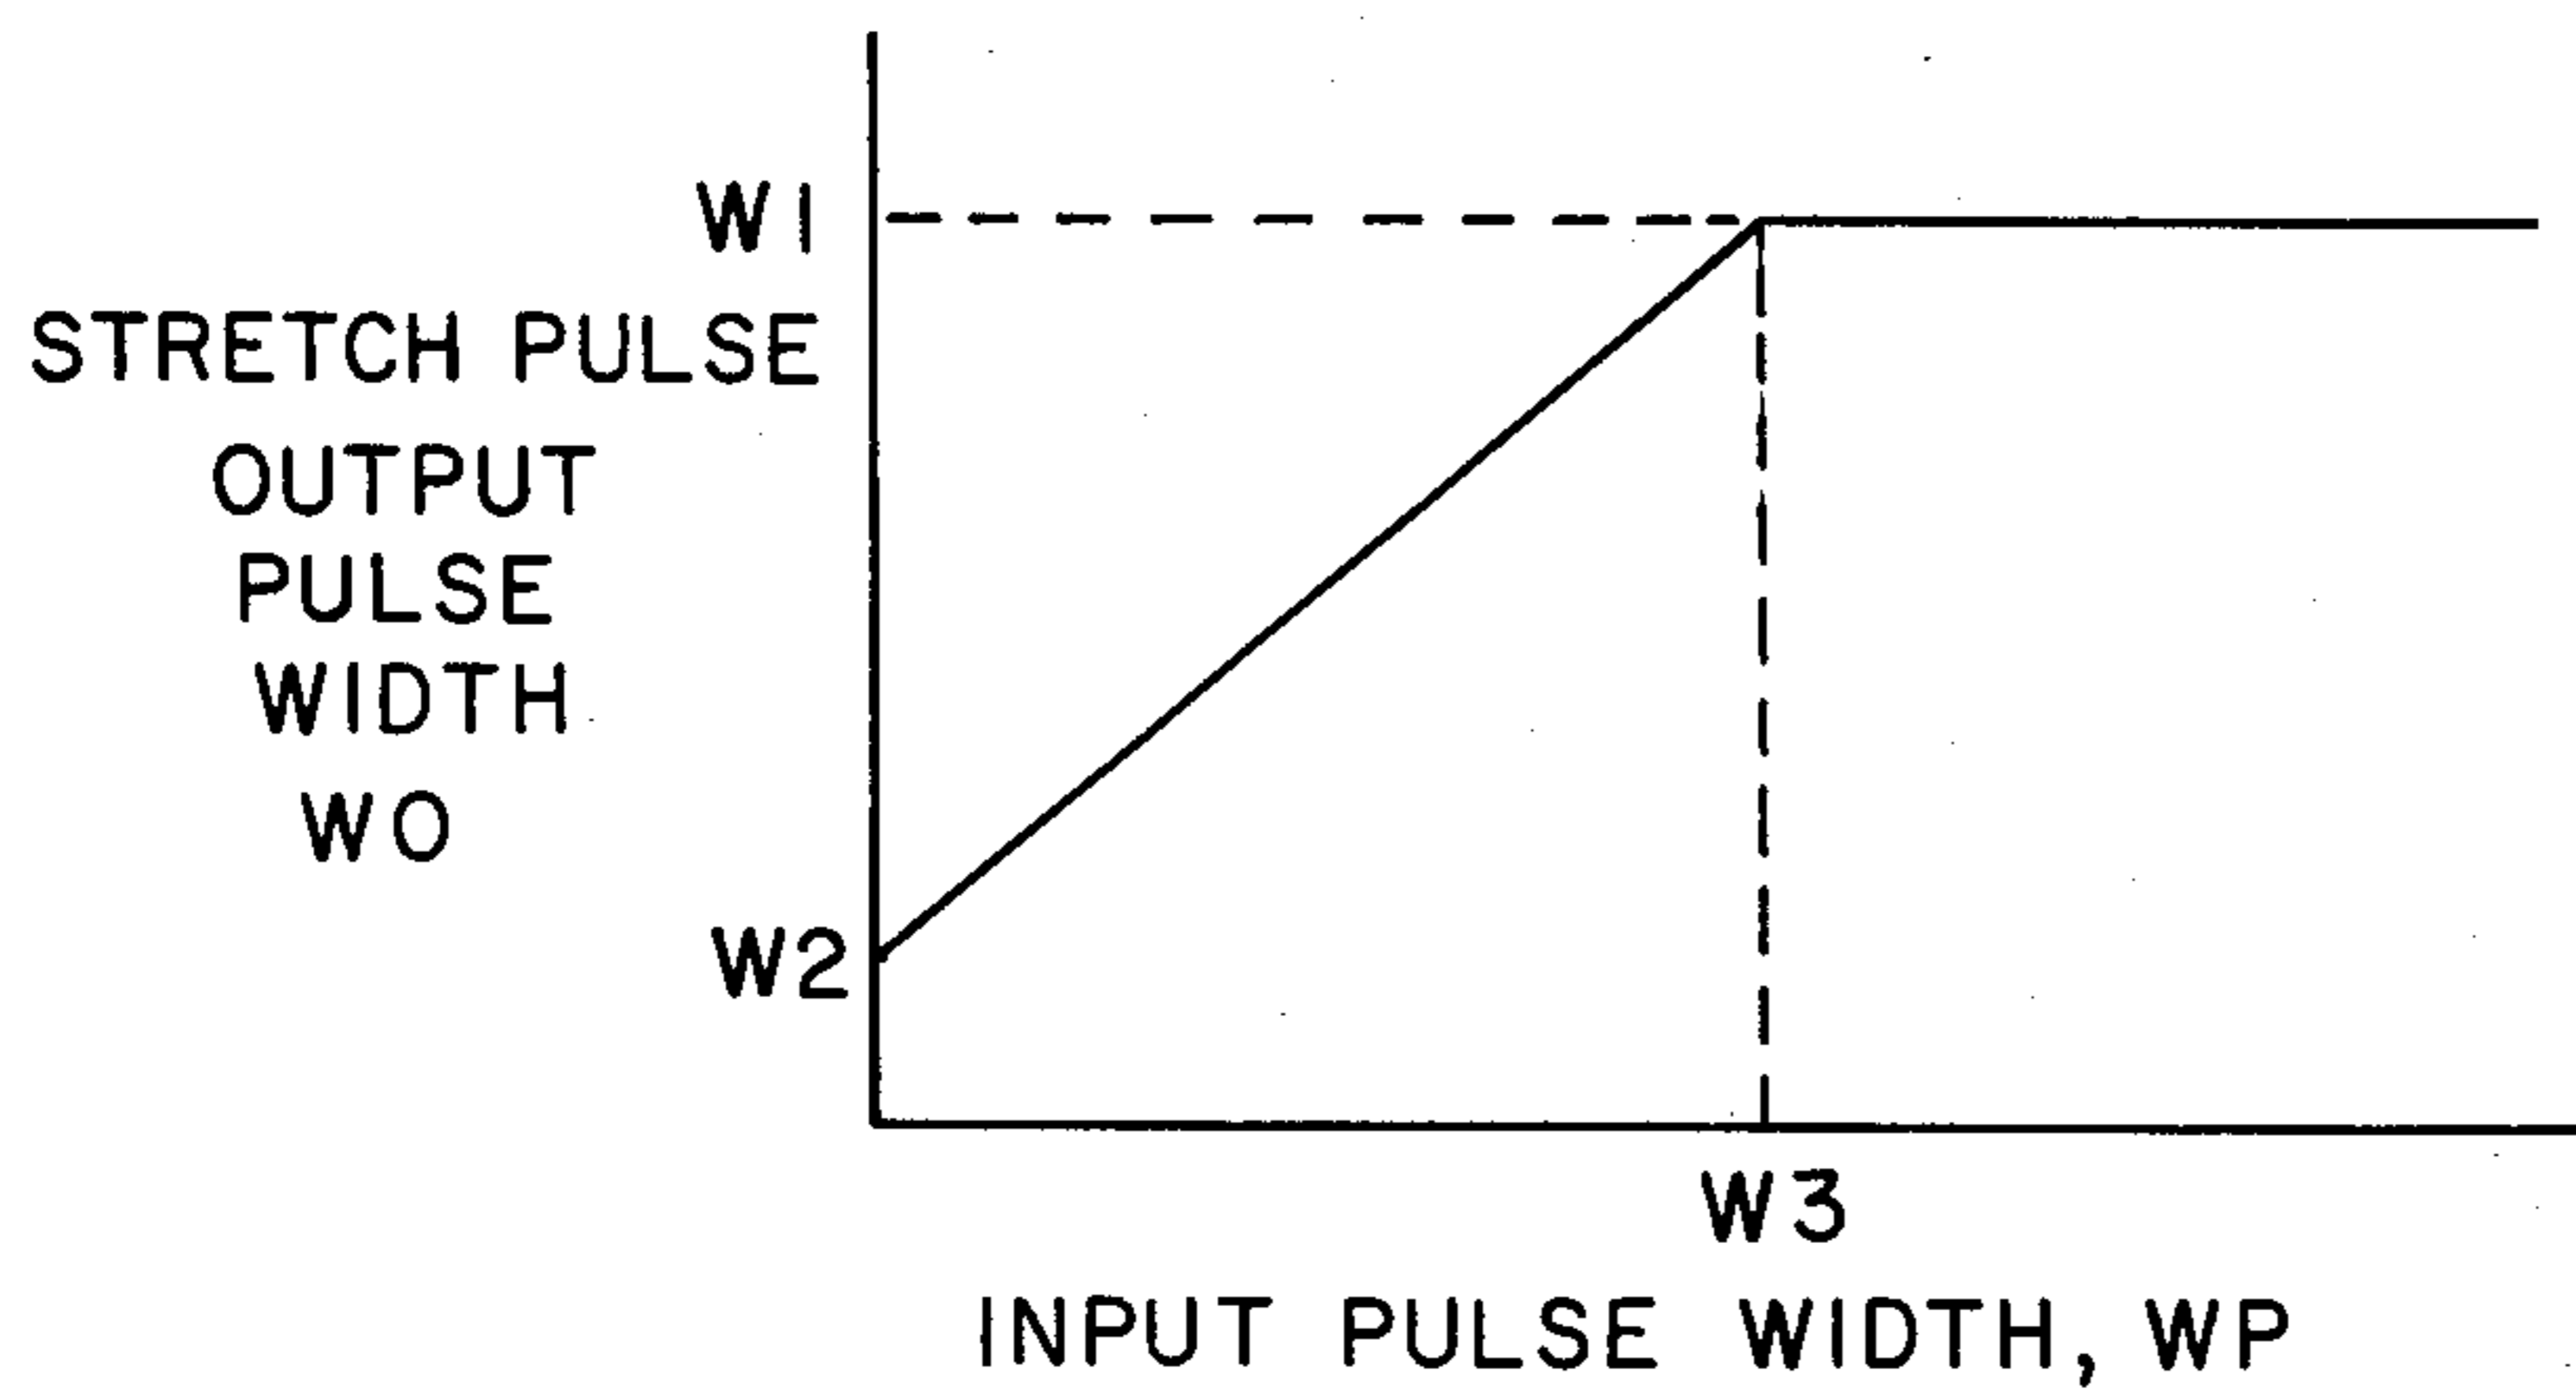 W1
STRETCH PULSE
OUTPUT
PULSE
WIDTH
WO
W2
W3
INPUT PULSE WIDTH, WP